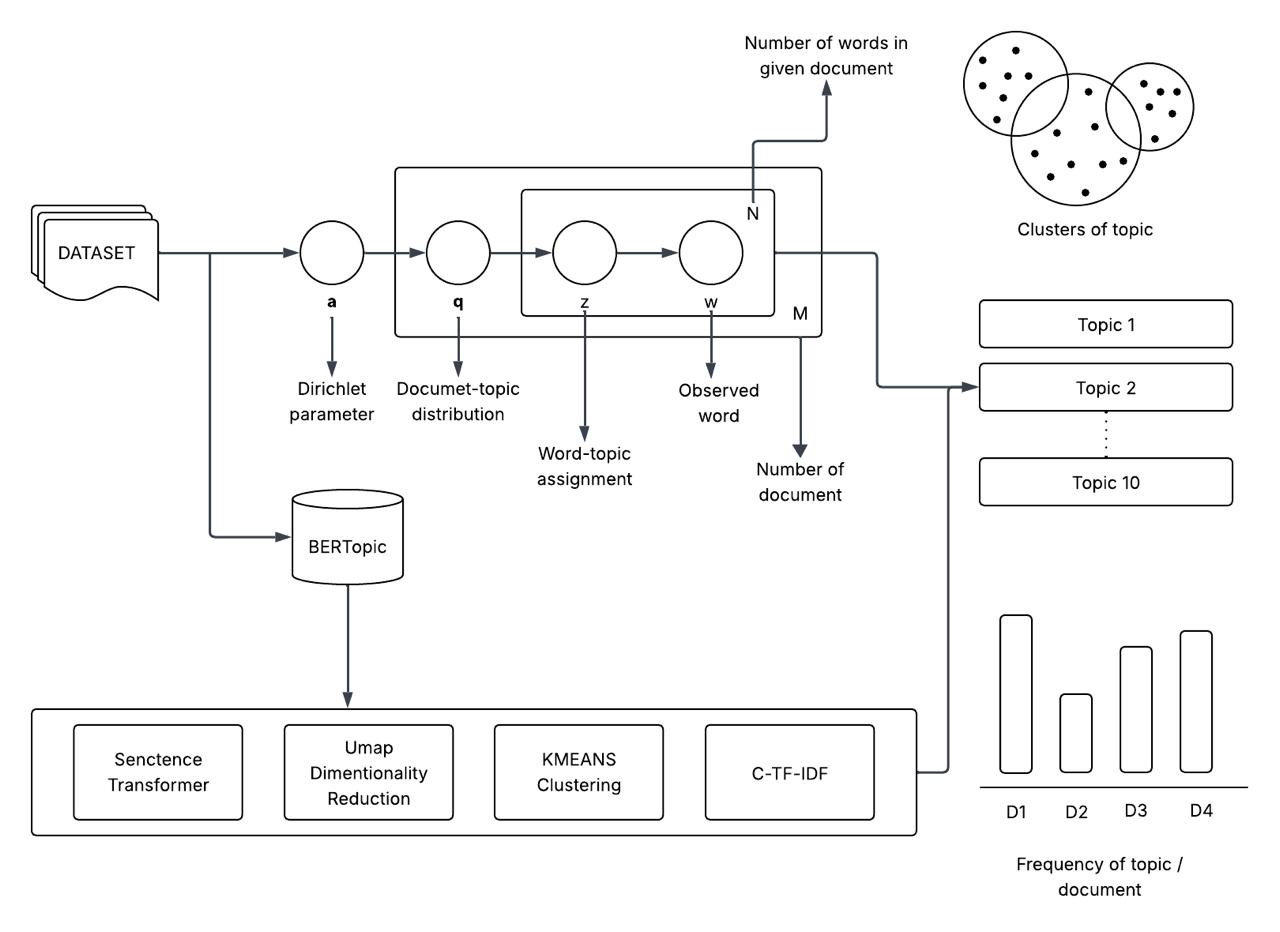 Number of words in
given document
Clusters of topic
DATASET
N
a
q
z
w
M
Dirichlet
parameter
Documet-topic
distribution
Word-topic
assignment
Observed
word
Number of
document
Topic 1
Topic 2
Topic 10
BERTopic
Senctence
Transformer
Umap
Dimentionality
Reduction
KMEANS
Clustering
C-TF-IDF
D1
D2
D3
D4
Frequency of topic /
document